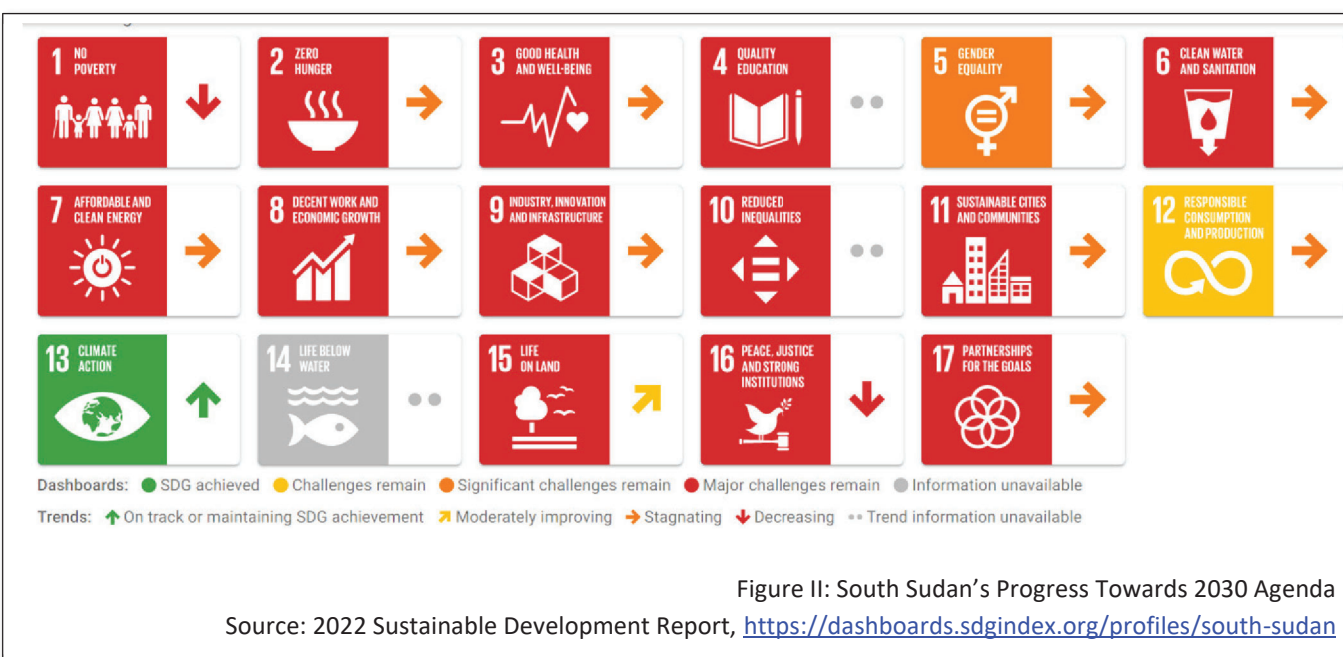 1 NO
POVERTY
2 ZERO
HUNGER
3 GOOD HEALTH
AND WELL-BEING
4 QUALITY
EDUCATION
5 GENDER
EQUALITY
6 CLEAN WATER
AND SANITATION
7 AFFORDABLE AND
CLEAN ENERGY
8 DECENT WORK AND
ECONOMIC GROWTH
9 INDUSTRY, INNOVATION
AND INFRASTRUCTURE
10 REDUCED
INEQUALITIES
11 SUSTAINABLE CITIES
AND COMMUNITIES
12 RESPONSIBLE
CONSUMPTION
AND PRODUCTION
13 CLIMATE
ACTION
14 LIFE BELOW
WATER
15 LIFE
ON LAND
16 PEACE, JUSTICE
AND STRONG
INSTITUTIONS
17 PARTNERSHIPS
FOR THE GOALS
Dashboards: SDG achieved Challenges remain Significant challenges remain Major challenges remain Information unavailable
Trends: On track or maintaining SDG achievement Moderately improving Stagnating Decreasing Trend information unavailable
Figure II: South Sudan's Progress Towards 2030 Agenda
Source: 2022 Sustainable Development Report, https://dashboards.sdgindex.org/profiles/south-sudan